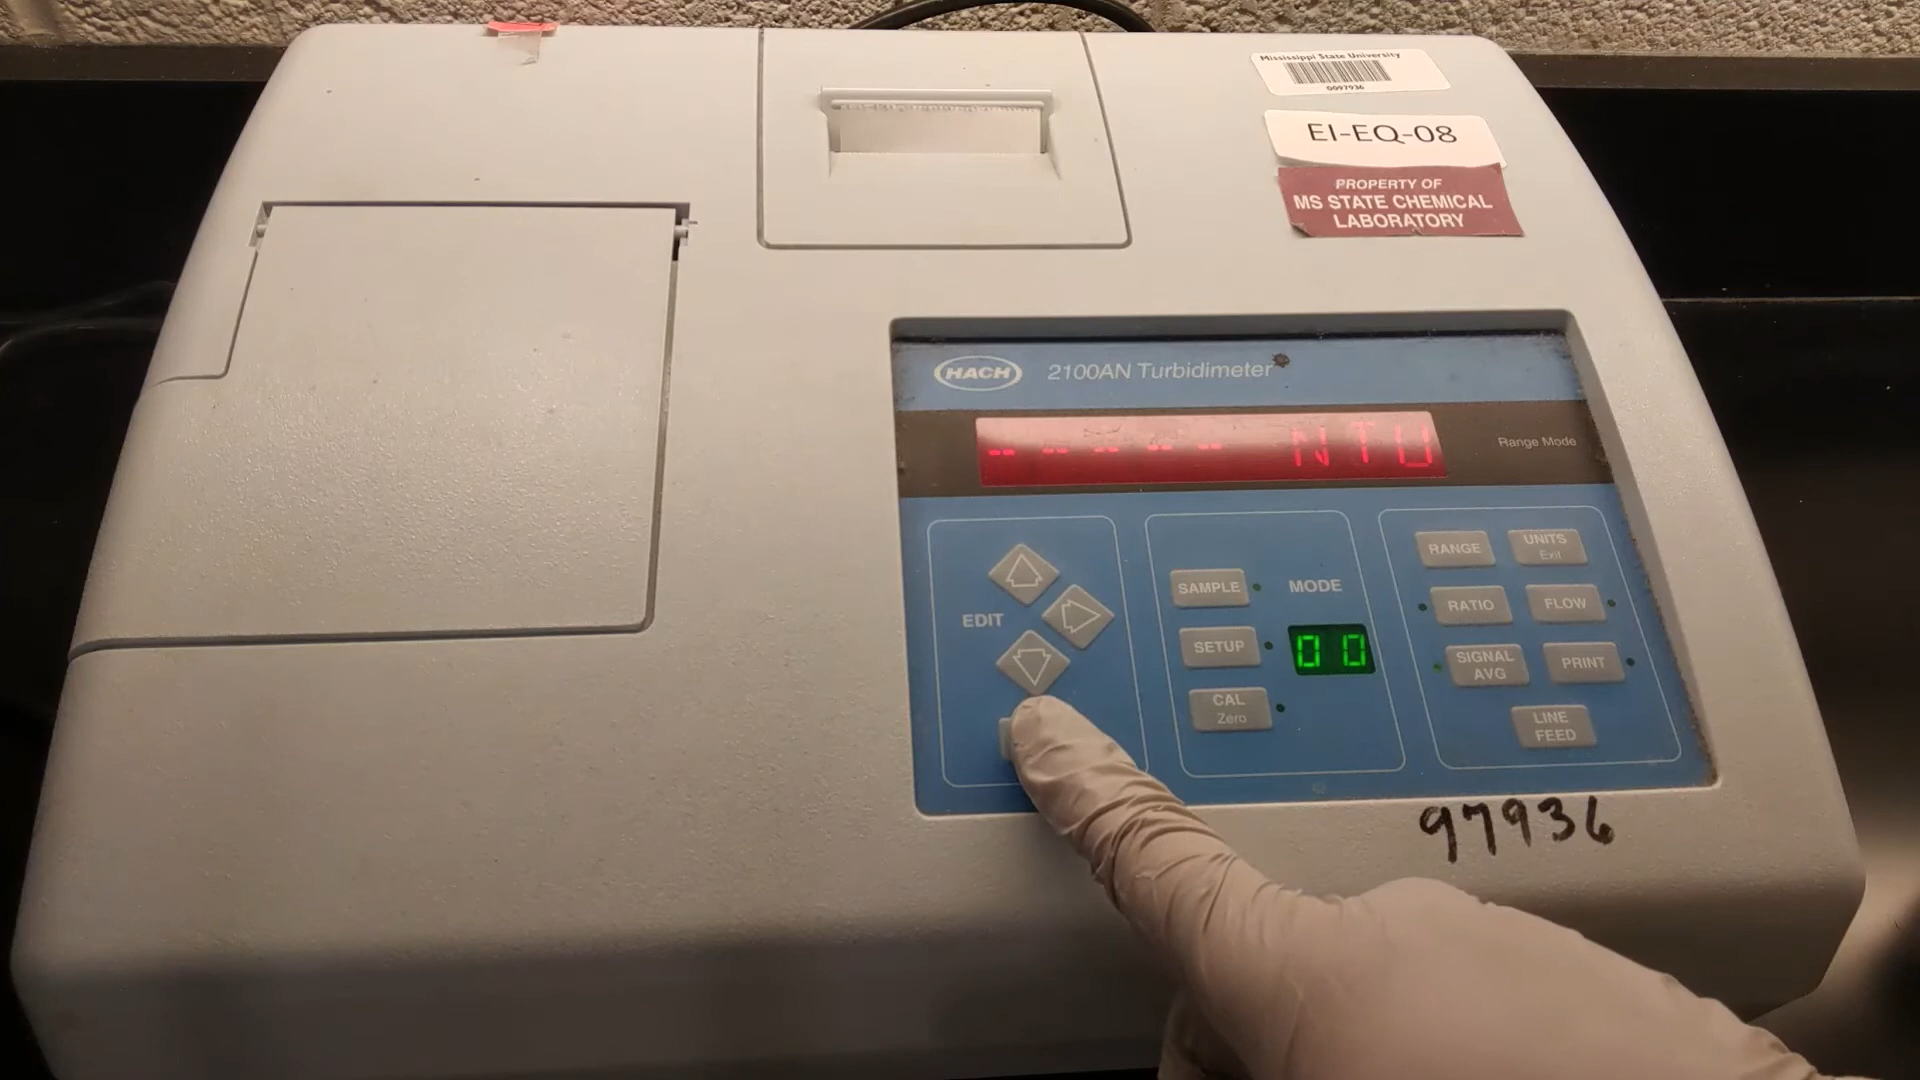 Mississippi State University
0097936
EI-EQ-08
PROPERTY OF
MS STATE CHEMICAL
LABORATORY
HACH 2100AN Turbidimeter
----- NTU
Range Mode
EDIT
SAMPLE
SETUP
CAL
Zero
MODE
00
RANGE
UNITS
Exit
RATIO
FLOW
SIGNAL
AVG
PRINT
LINE
FEED
97936